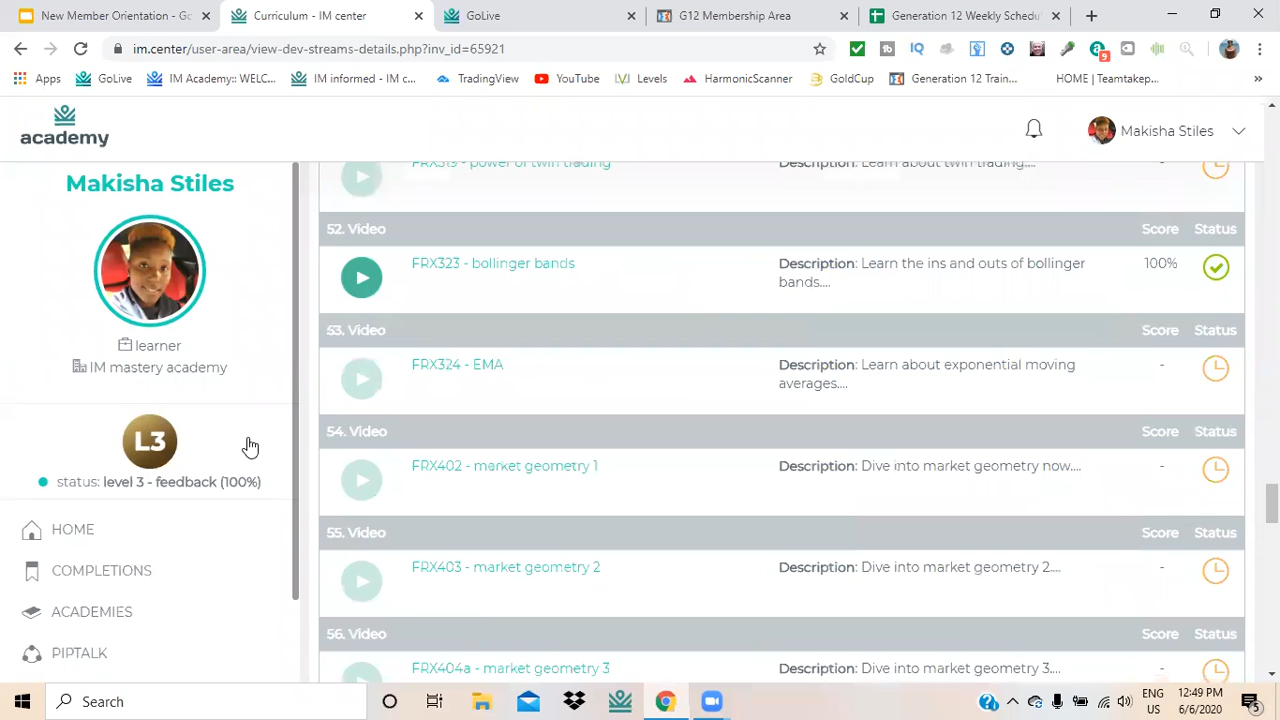 New Member Orientation - Go
Curriculum - IM center
GoLive
G12 Membership Area
Generation 12 Weekly Schedu
im.center/user-area/view-dev-streams-details.php?inv_id=65921
Apps
GoLive
IM Academy:: WELC...
IM informed - IM c...
TradingView
YouTube
Levels
HarmonicScanner
GoldCup
Generation 12 Train...
HOME | Teamtakep...
academy
Makisha Stiles
Makisha Stiles
learner
IM mastery academy
L3
status: level 3 - feedback (100%)
HOME
COMPLETIONS
ACADEMIES
PIPTALK
FRX319 - power of twin trading
Description: Learn about twin trading....
-
52. Video Score Status
FRX323 - bollinger bands
Description: Learn the ins and outs of bollinger
bands....
100%
53. Video Score Status
FRX324 - EMA
Description: Learn about exponential moving
averages....
-
54. Video Score Status
FRX402 - market geometry 1
Description: Dive into market geometry now....
-
55. Video Score Status
FRX403 - market geometry 2
Description: Dive into market geometry 2....
-
56. Video Score Status
FRX404a - market geometry 3
Description: Dive into market geometry 3....
-
Search
ENG
US
12:49 PM
6/6/2020
5